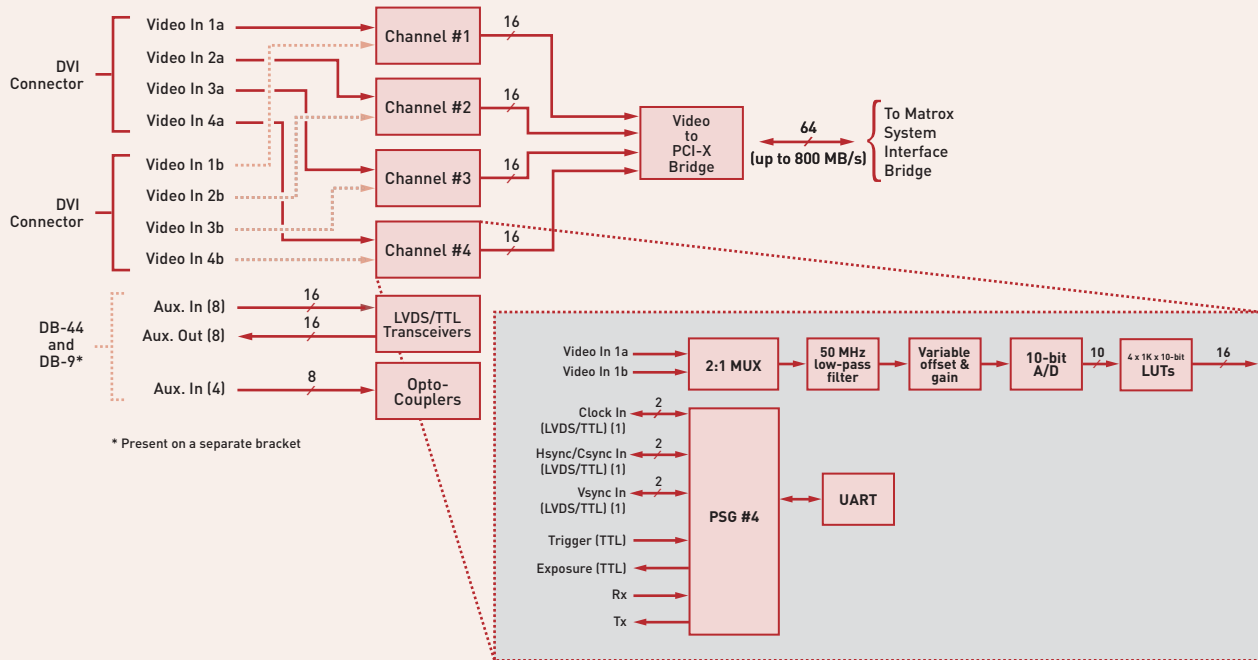 DVI
Connector
Video In 1a
Video In 2a
Video In 3a
Video In 4a
DVI
Connector
Video In 1b
Video In 2b
Video In 3b
Video In 4b
Channel #1
16
Channel #2
16
Channel #3
16
Channel #4
16
Video
to
PCI-X
Bridge
64
(up to 800 MB/s)
To Matrox
System
Interface
Bridge
DB-44
and
DB-9*
Aux. In (8)
16
Aux. Out (8)
16
LVDS/TTL
Transceivers
Aux. In (4)
8
Opto-
Couplers
* Present on a separate bracket
Video In 1a
Video In 1b
2:1 MUX
50 MHz
low-pass
filter
Variable
offset &
gain
10-bit
A/D
10
4 x 1K x 10-bit
LUTs
16
Clock In
(LVDS/TTL) (1)
2
Hsync/Csync In
(LVDS/TTL) (1)
2
Vsync In
(LVDS/TTL) (1)
2
Trigger (TTL)
Exposure (TTL)
Rx
Tx
PSG #4
UART